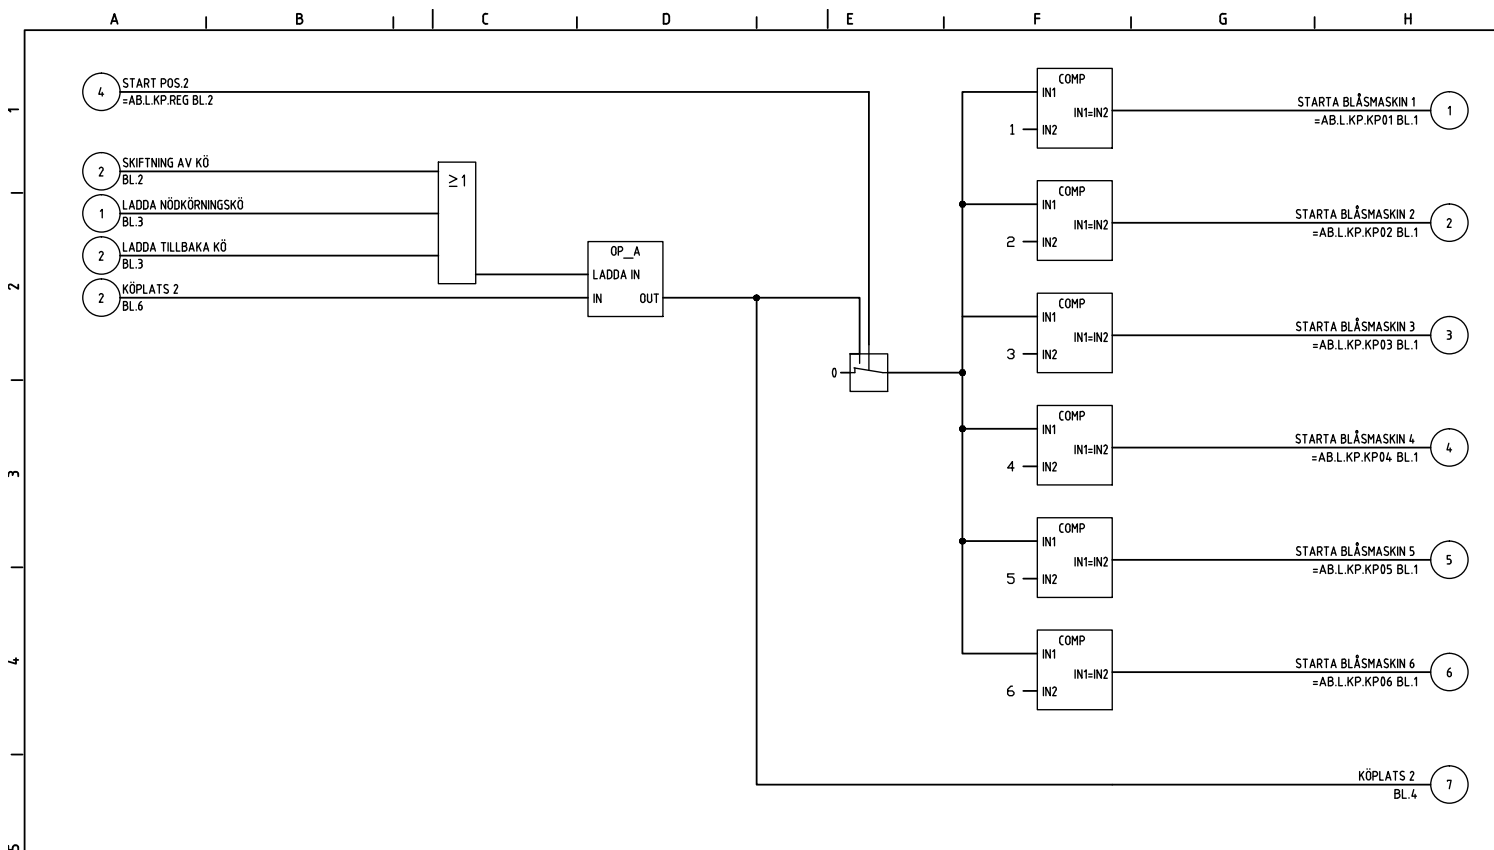 A B C D E F G H
1
2
3
4
5
4
START POS.2
=AB.L.KP.REG BL.2
2
SKIFTNING AV KÖ
BL.2
1
LADDA NÖDKÖRNINGSKÖ
BL.3
2
LADDA TILLBAKA KÖ
BL.3
2
KÖPLATS 2
BL.6
≥1
OP_A
LADDA IN
IN OUT
0
COMP
IN1
IN1=IN2
1 IN2
STARTA BLÅSMASKIN 1
=AB.L.KP.KP01 BL.1
1
COMP
IN1
IN1=IN2
2 IN2
STARTA BLÅSMASKIN 2
=AB.L.KP.KP02 BL.1
2
COMP
IN1
IN1=IN2
3 IN2
STARTA BLÅSMASKIN 3
=AB.L.KP.KP03 BL.1
3
COMP
IN1
IN1=IN2
4 IN2
STARTA BLÅSMASKIN 4
=AB.L.KP.KP04 BL.1
4
COMP
IN1
IN1=IN2
5 IN2
STARTA BLÅSMASKIN 5
=AB.L.KP.KP05 BL.1
5
COMP
IN1
IN1=IN2
6 IN2
STARTA BLÅSMASKIN 6
=AB.L.KP.KP06 BL.1
6
KÖPLATS 2
BL.4
7